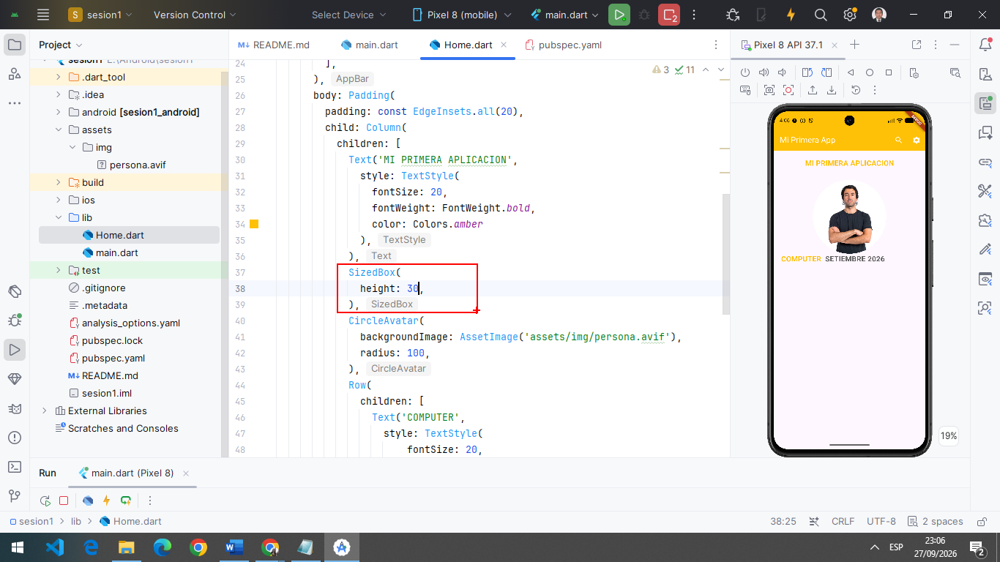 S sesion1 Version Control Select Device Pixel 8 (mobile) main.dart 2
Project
README.md main.dart Home.dart pubspec.yaml
Pixel 8 API 37.1
sesion1 E:\Android\sesion1
.dart_tool
.idea
android [sesion1_android]
assets
img
persona.avif
build
ios
lib
Home.dart
main.dart
test
.gitignore
.metadata
analysis_options.yaml
pubspec.lock
pubspec.yaml
README.md
sesion1.iml
External Libraries
Scratches and Consoles
3 11
24 ],
25 ), AppBar
26 body: Padding(
27 padding: const EdgeInsets.all(20),
28 child: Column(
29 children: [
30 Text('MI PRIMERA APLICACION',
31 style: TextStyle(
32 fontSize: 20,
33 fontWeight: FontWeight.bold,
34 color: Colors.amber
35 ), TextStyle
36 ), Text
37 SizedBox(
38 height: 30,
39 ), SizedBox
40 CircleAvatar(
41 backgroundImage: AssetImage('assets/img/persona.avif'),
42 radius: 100,
43 ), CircleAvatar
44 Row(
45 children: [
46 Text('COMPUTER',
47 style: TextStyle(
48 fontSize: 20,
4:06
Mi Primera App
MI PRIMERA APLICACION
COMPUTER SETIEMBRE 2026
19%
Run main.dart (Pixel 8)
sesion1 > lib > Home.dart
38:25 CRLF UTF-8 2 spaces
ESP
23:06
27/09/2026
2